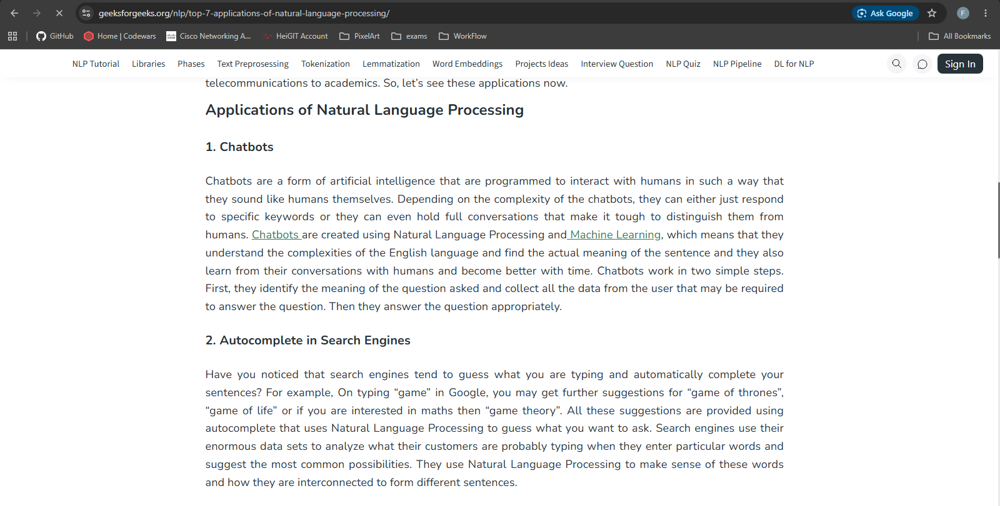 geeksforgeeks.org/nlp/top-7-applications-of-natural-language-processing/
Ask Google
F
GitHub
Home | Codewars
Cisco Networking A...
HeiGIT Account
PixelArt
exams
WorkFlow
All Bookmarks
NLP Tutorial
Libraries
Phases
Text Preprosessing
Tokenization
Lemmatization
Word Embeddings
Projects Ideas
Interview Question
NLP Quiz
NLP Pipeline
DL for NLP
Sign In
telecommunications to academics. So, let’s see these applications now.
Applications of Natural Language Processing
1. Chatbots
Chatbots are a form of artificial intelligence that are programmed to interact with humans in such a way that
they sound like humans themselves. Depending on the complexity of the chatbots, they can either just respond
to specific keywords or they can even hold full conversations that make it tough to distinguish them from
humans. Chatbots are created using Natural Language Processing and Machine Learning, which means that they
understand the complexities of the English language and find the actual meaning of the sentence and they also
learn from their conversations with humans and become better with time. Chatbots work in two simple steps.
First, they identify the meaning of the question asked and collect all the data from the user that may be required
to answer the question. Then they answer the question appropriately.
2. Autocomplete in Search Engines
Have you noticed that search engines tend to guess what you are typing and automatically complete your
sentences? For example, On typing “game” in Google, you may get further suggestions for “game of thrones”,
“game of life” or if you are interested in maths then “game theory”. All these suggestions are provided using
autocomplete that uses Natural Language Processing to guess what you want to ask. Search engines use their
enormous data sets to analyze what their customers are probably typing when they enter particular words and
suggest the most common possibilities. They use Natural Language Processing to make sense of these words
and how they are interconnected to form different sentences.